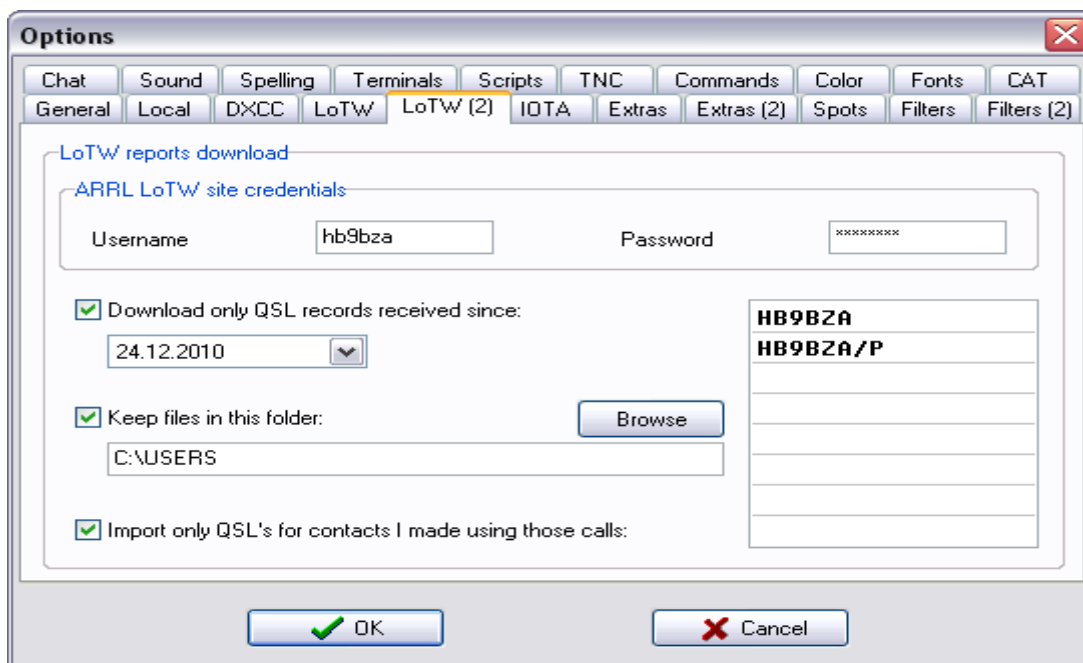 Options
Chat Sound Spelling Terminals Scripts TNC Commands Color Fonts CAT
General Local DXCC LoTW LoTW (2) IOTA Extras Extras (2) Spots Filters Filters (2)
LoTW reports download
ARRL LoTW site credentials
Username hb9bza Password ********
Download only QSL records received since:
24.12.2010
HB9BZA
HB9BZA/P
Keep files in this folder: Browse
C:\USERS
Import only QSL's for contacts I made using those calls:
OK Cancel